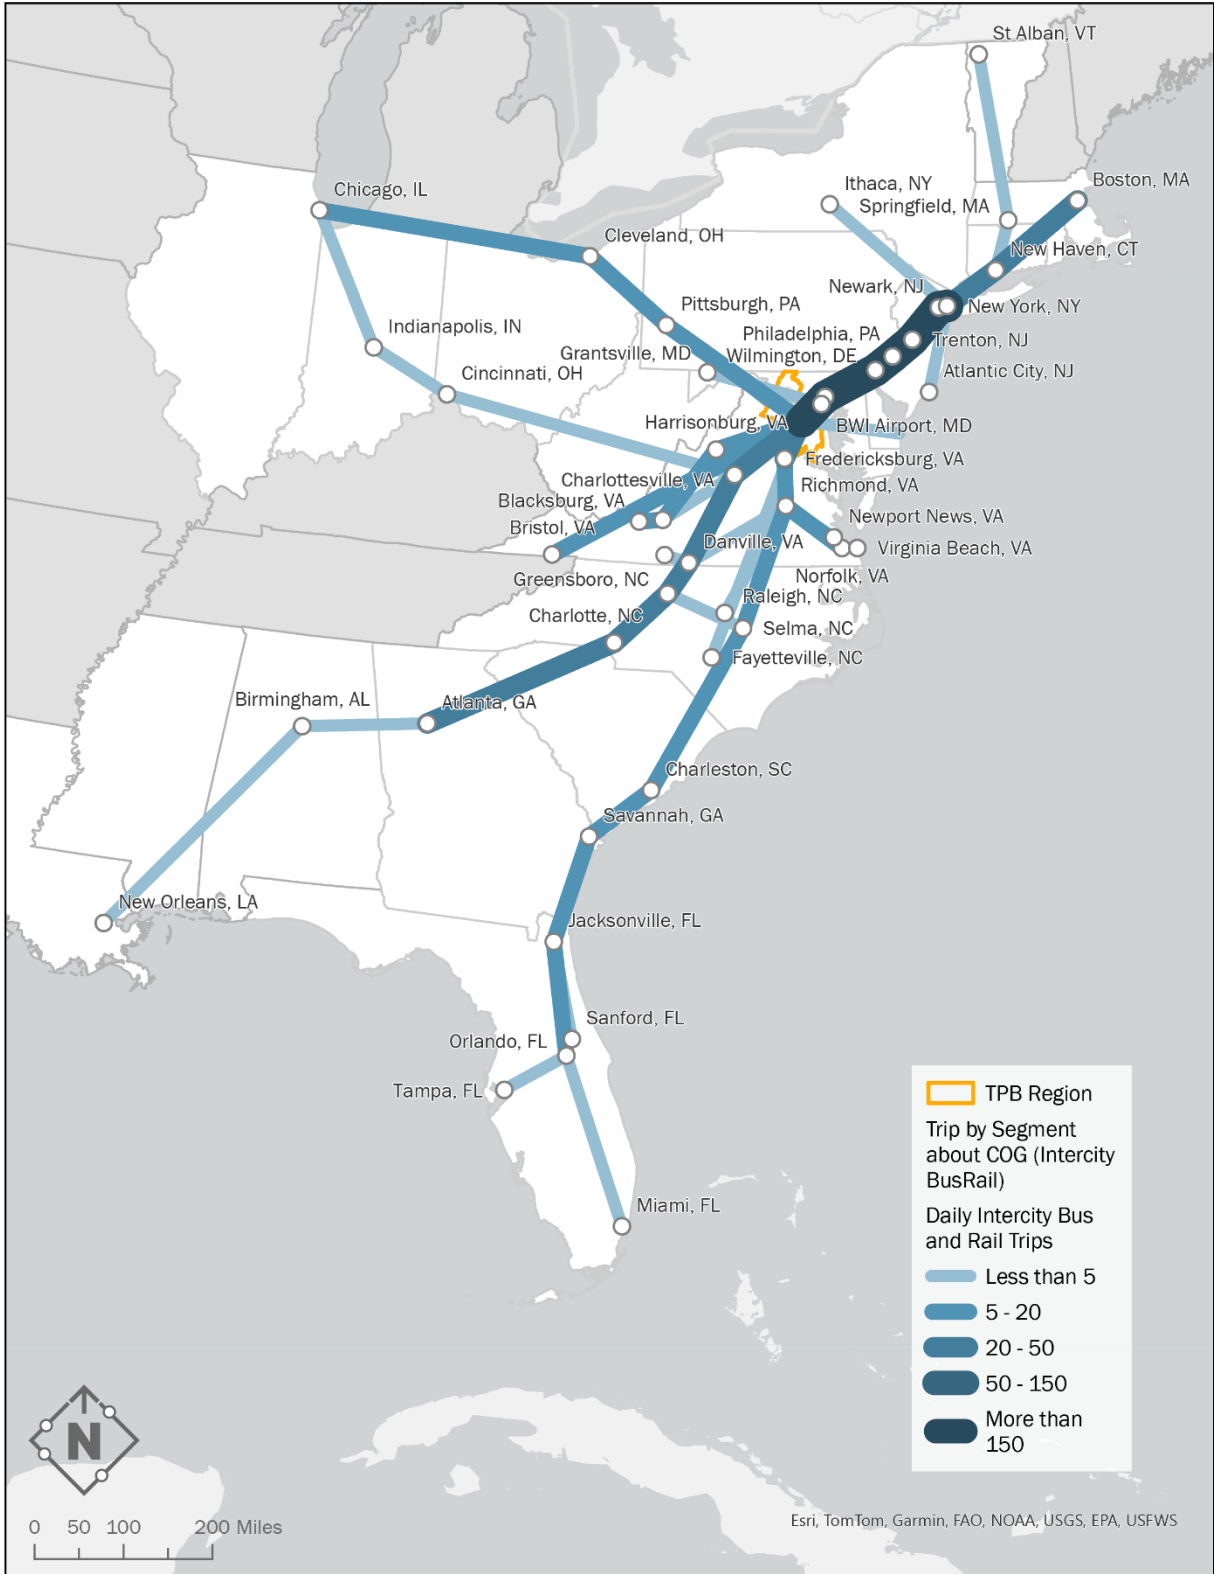 St Alban, VT
Boston, MA
Ithaca, NY
Springfield, MA
Chicago, IL
Cleveland, OH
New Haven, CT
Newark, NJ
New York, NY
Pittsburgh, PA
Indianapolis, IN
Philadelphia, PA
Trenton, NJ
Grantsville, MD
Wilmington, DE
Cincinnati, OH
Atlantic City, NJ
Harrisonburg, VA
BWI Airport, MD
Fredericksburg, VA
Charlottesville, VA
Richmond, VA
Blacksburg, VA
Newport News, VA
Bristol, VA
Danville, VA
Virginia Beach, VA
Greensboro, NC
Norfolk, VA
Raleigh, NC
Charlotte, NC
Selma, NC
Fayetteville, NC
Birmingham, AL
Atlanta, GA
Charleston, SC
Savannah, GA
New Orleans, LA
Jacksonville, FL
Sanford, FL
Orlando, FL
Tampa, FL
Miami, FL
TPB Region
Trip by Segment
about COG (Intercity
BusRail)
Daily Intercity Bus
and Rail Trips
Less than 5
5 - 20
20 - 50
50 - 150
More than
150
N
0 50 100 200 Miles
Esri, TomTom, Garmin, FAO, NOAA, USGS, EPA, USFWS